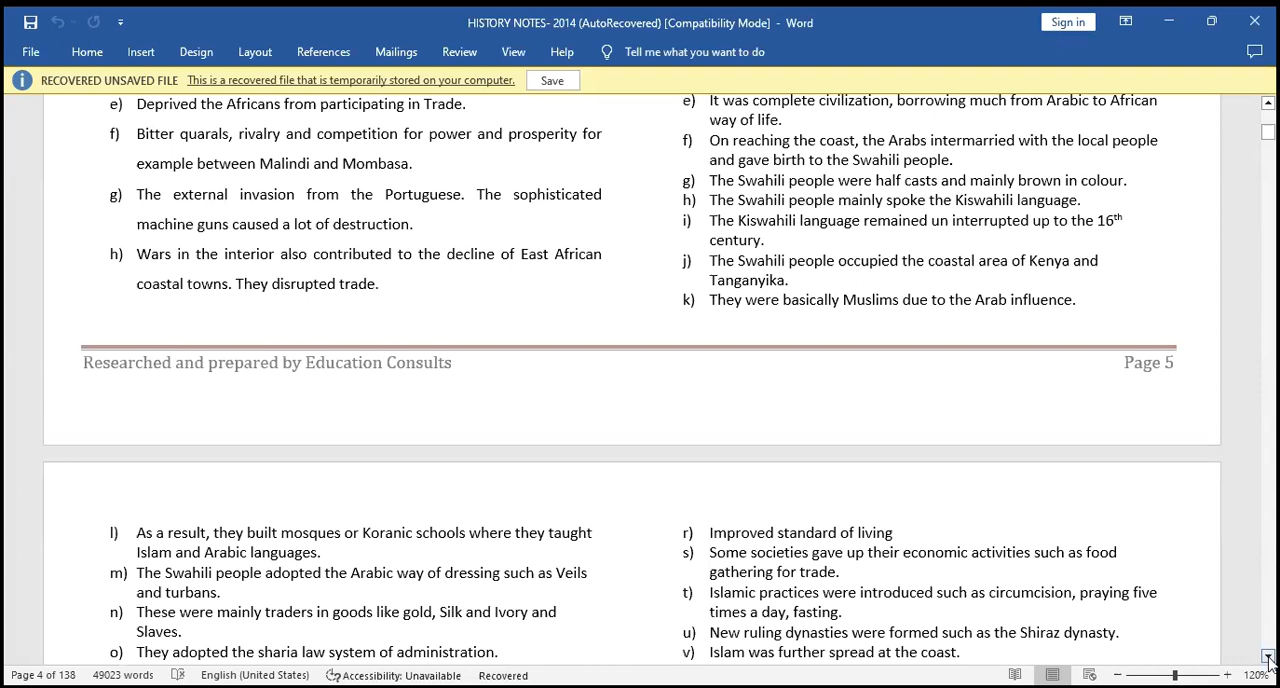 HISTORY NOTES- 2014 (AutoRecovered) [Compatibility Mode] - Word
Sign in
File Home Insert Design Layout References Mailings Review View Help Tell me what you want to do
RECOVERED UNSAVED FILE This is a recovered file that is temporarily stored on your computer. Save
e) Deprived the Africans from participating in Trade.
f) Bitter quarals, rivalry and competition for power and prosperity for
example between Malindi and Mombasa.
g) The external invasion from the Portuguese. The sophisticated
machine guns caused a lot of destruction.
h) Wars in the interior also contributed to the decline of East African
coastal towns. They disrupted trade.
e) It was complete civilization, borrowing much from Arabic to African
way of life.
f) On reaching the coast, the Arabs intermarried with the local people
and gave birth to the Swahili people.
g) The Swahili people were half casts and mainly brown in colour.
h) The Swahili people mainly spoke the Kiswahili language.
i) The Kiswahili language remained un interrupted up to the 16th
century.
j) The Swahili people occupied the coastal area of Kenya and
Tanganyika.
k) They were basically Muslims due to the Arab influence.
Researched and prepared by Education Consults Page 5
l) As a result, they built mosques or Koranic schools where they taught
Islam and Arabic languages.
m) The Swahili people adopted the Arabic way of dressing such as Veils
and turbans.
n) These were mainly traders in goods like gold, Silk and Ivory and
Slaves.
o) They adopted the sharia law system of administration.
r) Improved standard of living
s) Some societies gave up their economic activities such as food
gathering for trade.
t) Islamic practices were introduced such as circumcision, praying five
times a day, fasting.
u) New ruling dynasties were formed such as the Shiraz dynasty.
v) Islam was further spread at the coast.
Page 4 of 138 49023 words English (United States) Accessibility: Unavailable Recovered 120%